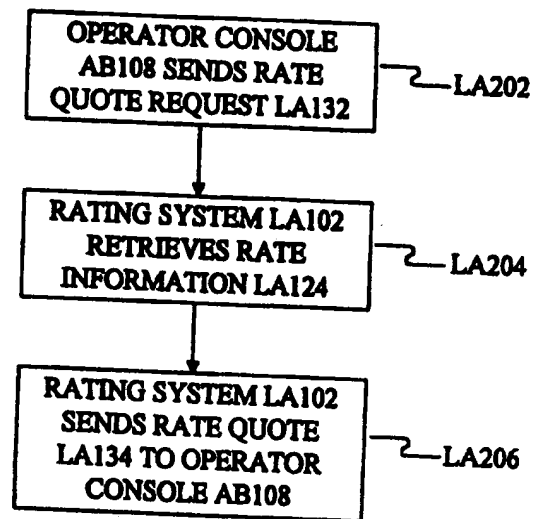 OPERATOR CONSOLE
AB108 SENDS RATE
QUOTE REQUEST LA132
LA202
RATING SYSTEM LA102
RETRIEVES RATE
INFORMATION LA124
LA204
RATING SYSTEM LA102
SENDS RATE QUOTE
LA134 TO OPERATOR
CONSOLE AB108
LA206